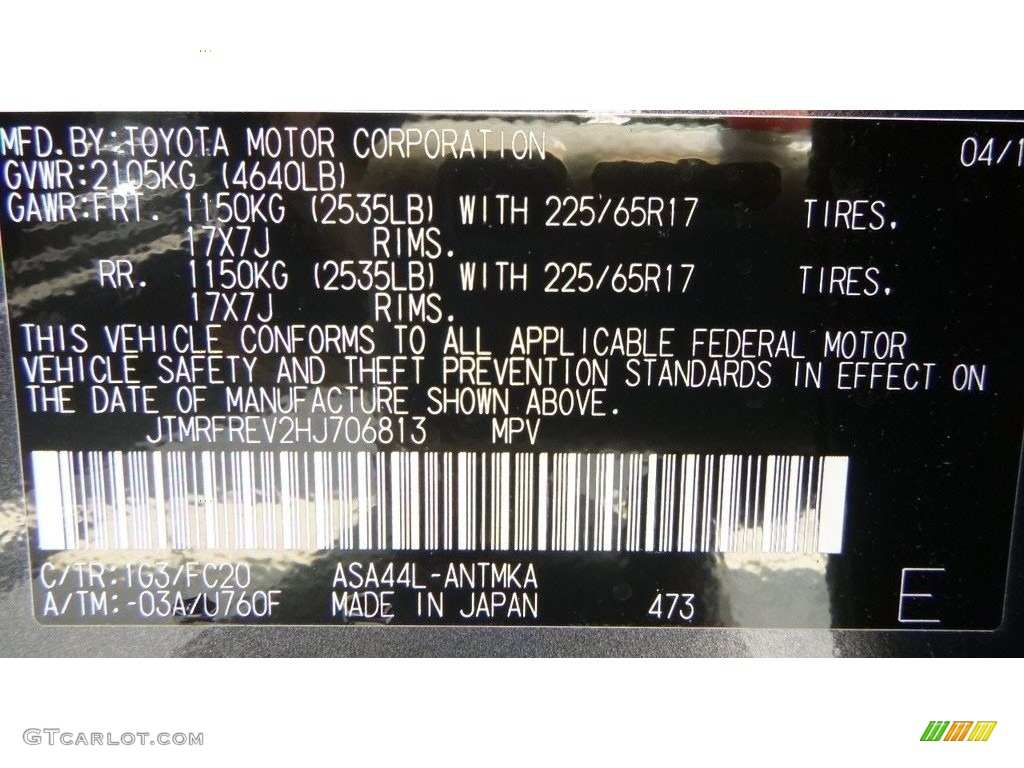 MFD.BY:TOYOTA MOTOR CORPORATION 04/1
GVWR:2105KG (4640LB)
GAWR:FRT. 1150KG (2535LB) WITH 225/65R17 TIRES.
17X7J RIMS.
RR. 1150KG (2535LB) WITH 225/65R17 TIRES.
17X7J RIMS.
THIS VEHICLE CONFORMS TO ALL APPLICABLE FEDERAL MOTOR
VEHICLE SAFETY AND THEFT PREVENTION STANDARDS IN EFFECT ON
THE DATE OF MANUFACTURE SHOWN ABOVE.
JTMRFREV2HJ706813 MPV
C/TR:1G3/FC20 ASA44L-ANTMKA
A/TM:-03A/U760F MADE IN JAPAN 473 E
GTCARLOT.COM